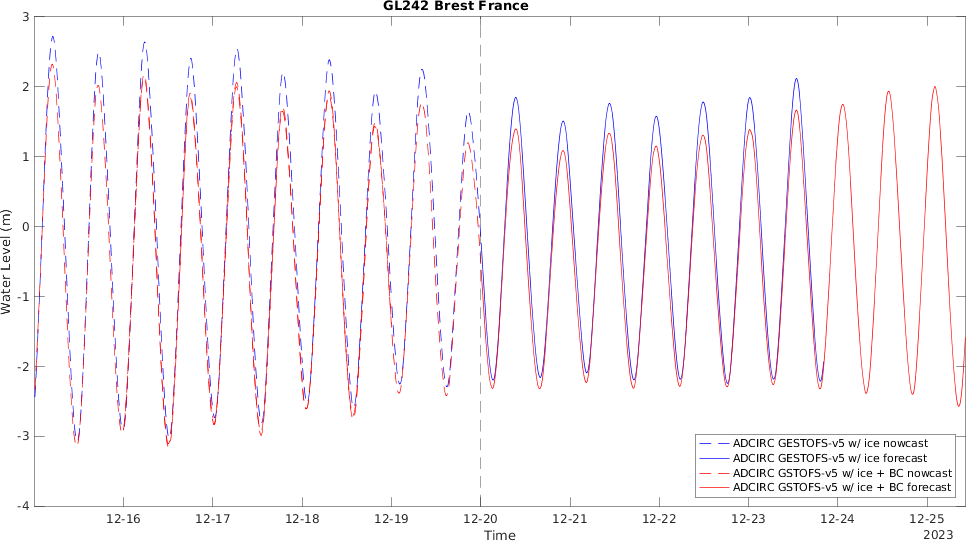 GL242 Brest France
3
2
1
0
-1
-2
-3
-4
Water Level (m)
ADCIRC GESTOFS-v5 w/ ice nowcast
ADCIRC GESTOFS-v5 w/ ice forecast
ADCIRC GSTOFS-v5 w/ ice + BC nowcast
ADCIRC GSTOFS-v5 w/ ice + BC forecast
12-16 12-17 12-18 12-19 12-20 12-21 12-22 12-23 12-24 12-25
Time
2023